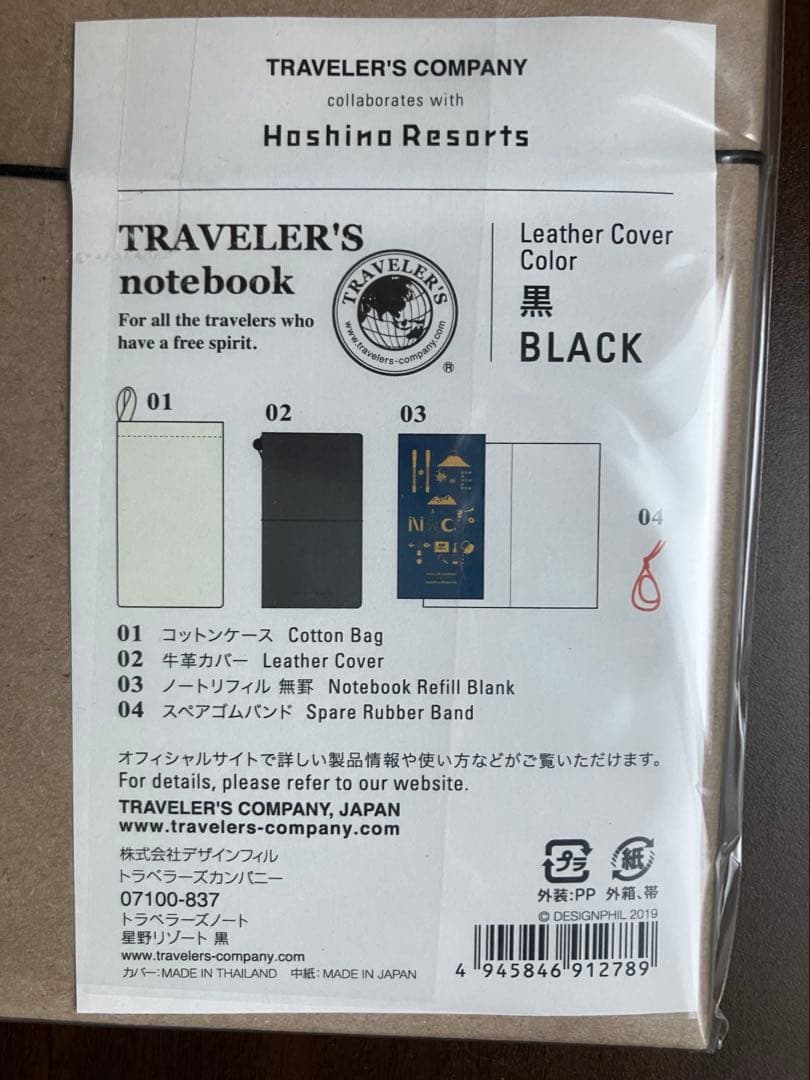 TRAVELER'S COMPANY
collaborates with
Hoshino Resorts
TRAVELER'S
notebook
For all the travelers who
have a free spirit.
TRAVELER'S
www.travelers-company.com
®
Leather Cover
Color
黒
BLACK
01
02
03
04
01 コットンケース Cotton Bag
02 牛革カバー Leather Cover
03 ノートリフィル 無罫 Notebook Refill Blank
04 スペアゴムバンド Spare Rubber Band
オフィシャルサイトで詳しい製品情報や使い方などがご覧いただけます。
For details, please refer to our website.
TRAVELER'S COMPANY, JAPAN
www.travelers-company.com
株式会社デザインフィル
トラベラーズカンパニー
07100-837
トラベラーズノート
星野リゾート 黒
www.travelers-company.com
カバー:MADE IN THAILAND 中紙:MADE IN JAPAN
プラ 紙
外装:PP 外箱、帯
© DESIGNPHIL 2019
4 945846 912789